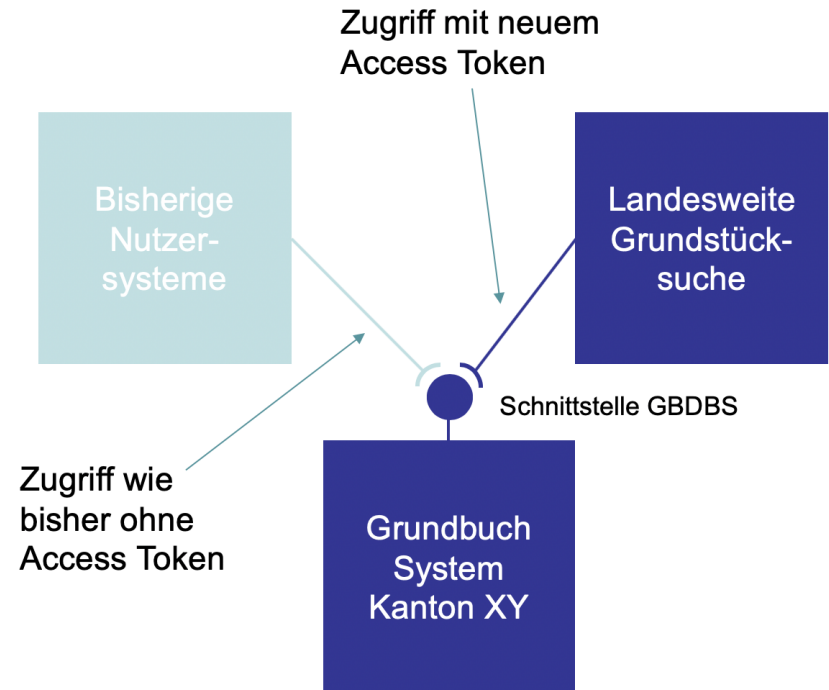 Zugriff mit neuem
Access Token
Bisherige
Nutzer-
systeme
Landesweite
Grundstück-
suche
Schnittstelle GBDBS
Zugriff wie
bisher ohne
Access Token
Grundbuch
System
Kanton XY